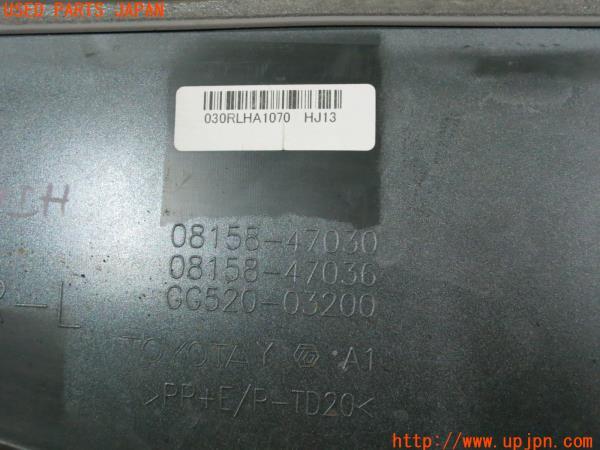 USED PARTS JAPAN
030RLHA1070 HJ13
08158-47030
08158-47036
GG520-03200
L
TOYOTA Y A1
>PP+E/P-TD20<
http://www.upjpn.com/